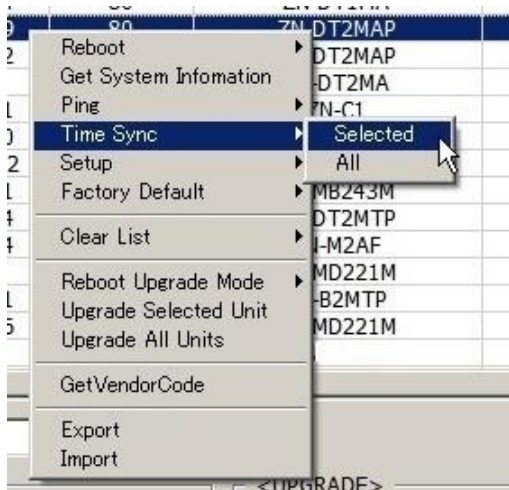 80 ZN-DT2MAP
Reboot DT2MAP
Get System Infomation -DT2MA
Ping ZN-C1
Time Sync Selected
Setup All
Factory Default MB243M
DT2MTP
Clear List N-M2AF
MD221M
Reboot Upgrade Mode -B2MTP
Upgrade Selected Unit MD221M
Upgrade All Units
GetVendorCode
Export
Import
<UPGRADE>